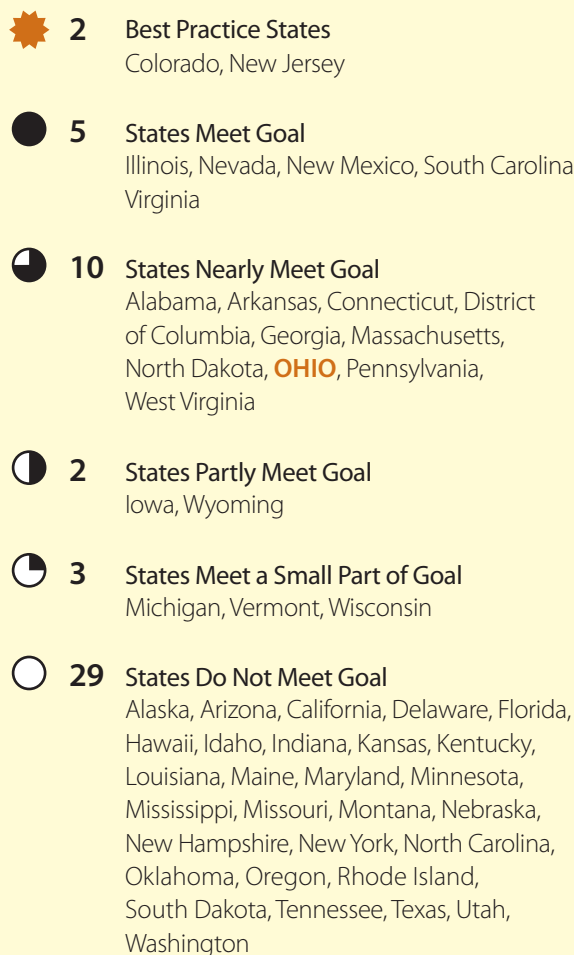 2 Best Practice States
Colorado, New Jersey
5 States Meet Goal
Illinois, Nevada, New Mexico, South Carolina
Virginia
10 States Nearly Meet Goal
Alabama, Arkansas, Connecticut, District
of Columbia, Georgia, Massachusetts,
North Dakota, OHIO, Pennsylvania,
West Virginia
2 States Partly Meet Goal
Iowa, Wyoming
3 States Meet a Small Part of Goal
Michigan, Vermont, Wisconsin
29 States Do Not Meet Goal
Alaska, Arizona, California, Delaware, Florida,
Hawaii, Idaho, Indiana, Kansas, Kentucky,
Louisiana, Maine, Maryland, Minnesota,
Mississippi, Missouri, Montana, Nebraska,
New Hampshire, New York, North Carolina,
Oklahoma, Oregon, Rhode Island,
South Dakota, Tennessee, Texas, Utah,
Washington